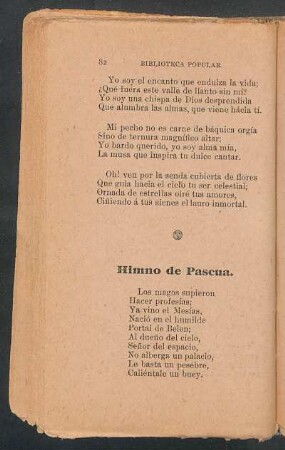 82 BIBLIOTECA POPULAR
Yo soy el encanto que endulza la vida;
¿Qué fuera este valle de llanto sin mí?
Yo soy una chispa de Dios desprendida
Que alumbra las almas, que viene hácia tí.
Mi pecho no es carne de báquica orgía
Sino de ternura magnífico altar;
Yo bardo querido, yo soy alma mía,
La musa que inspira tu dulce cantar.
Oh! ven por la senda cubierta de flores
Que guia hacia el cielo tu ser celestial;
Ornada de estrellas oiré tus amores,
Ciñiendo á tus sienes el lauro inmortal.
Himno de Pascua.
Los magos supieron
Hacer profesías;
Ya vino el Mesías,
Nació en el humilde
Portal de Belen;
Al dueño del cielo,
Señor del espacio,
No alberga un palacio,
Le basta un pesebre,
Caliéntale un buey.